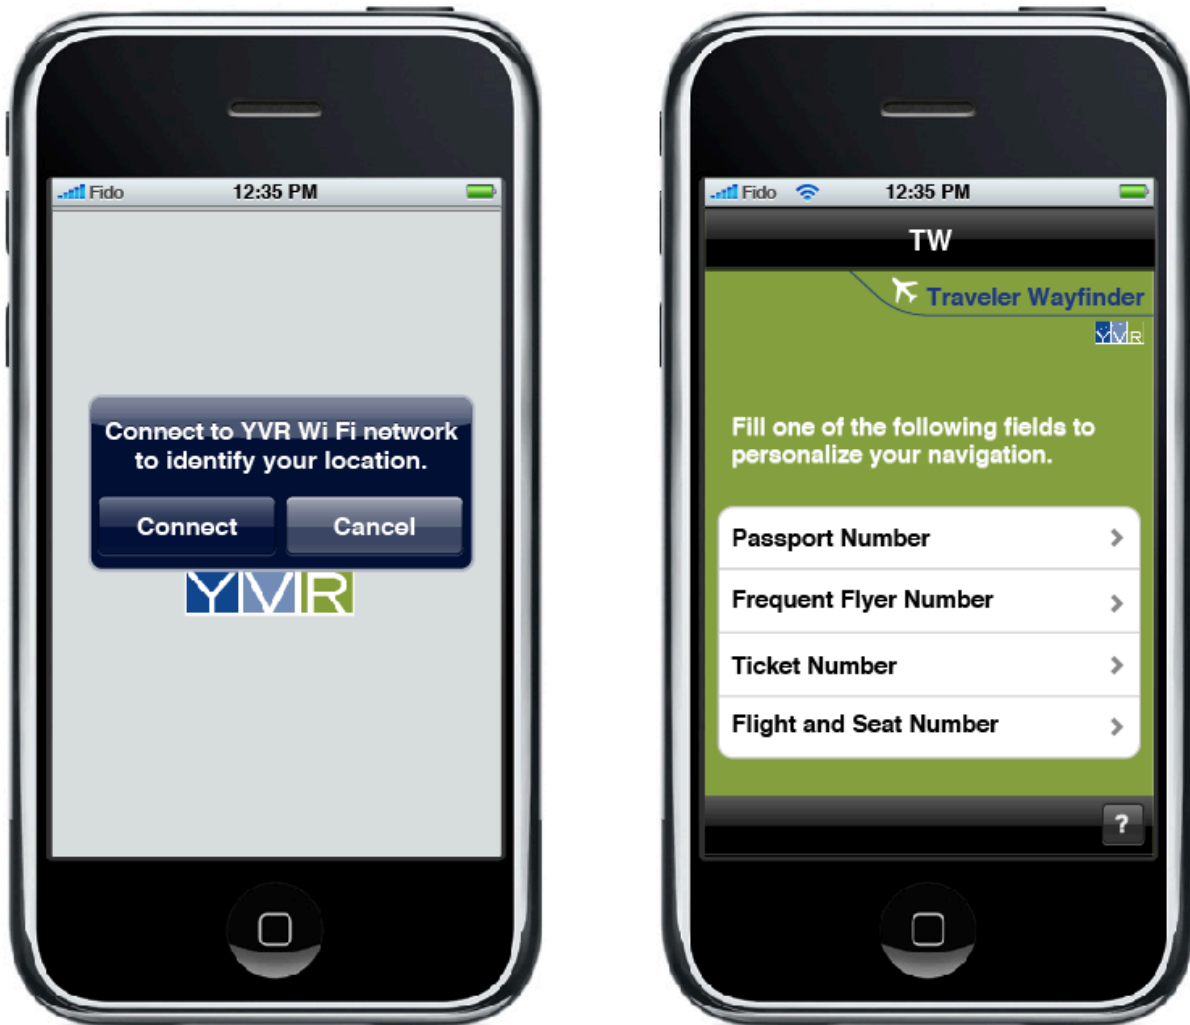 Fido 12:35 PM
Connect to YVR Wi Fi network
to identify your location.
Connect Cancel
YVR
Fido 12:35 PM
TW
Traveler Wayfinder
YVR
Fill one of the following fields to
personalize your navigation.
Passport Number
Frequent Flyer Number
Ticket Number
Flight and Seat Number
?